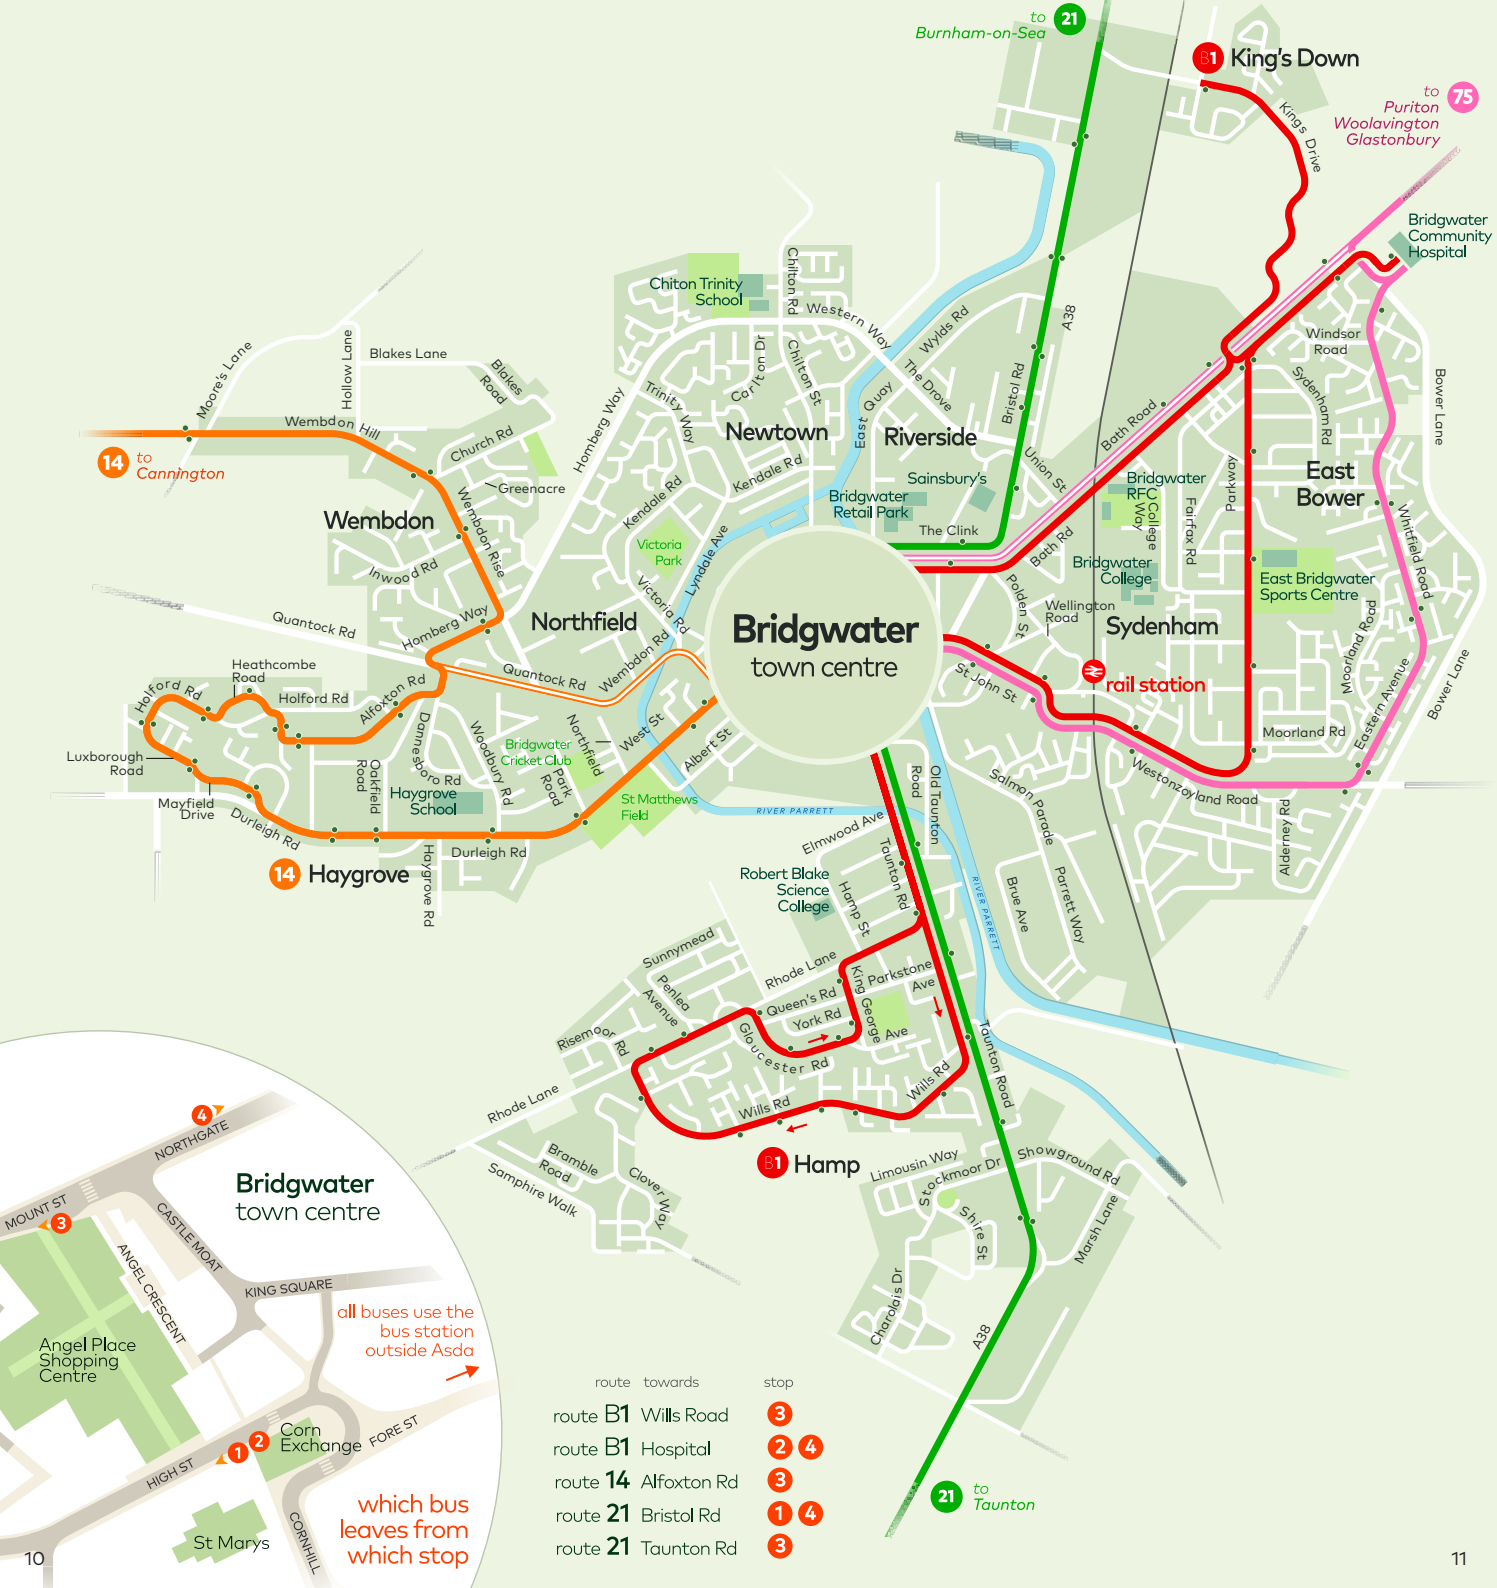 to 21
Burnham-on-Sea
B1 King's Down
to 75
Puriton
Woolavington
Glastonbury
Kings Drive
Bridgwater
Community
Hospital
Chiton Trinity
School
Chilton Rd
Western Way
Wylds Rd
A38
Windsor
Road
Moore's Lane
Hollow Lane
Blakes Lane
Blakes
Road
Homberg Way
Trinity Way
Carlton Dr
Chilton St
The Drove
East Quay
Bristol Rd
Sydenham Rd
Bower Lane
Wembdon Hill
Church Rd
Newtown
Riverside
Bath Road
14 to
Cannington
Greenacre
Kendale Rd
Kendale Rd
Sainsbury's
Union St
Bridgwater
RFC
College
Way
Fairfax Rd
Parkway
East
Bower
Wembdon
Wembdon Rise
Bridgwater
Retail Park
The Clink
Bath Rd
Whitfield Road
Victoria
Park
Lyndale Ave
Inwood Rd
Bridgwater
College
East Bridgwater
Sports Centre
Victoria Rd
Polden St
Wellington
Road
Sydenham
Moorland Road
Quantock Rd
Homberg Way
Northfield
Bridgwater
town centre
Wembdon Rd
Quantock Rd
St John St
rail station
Eastern Avenue
Bower Lane
Heathcombe
Road
Holford Rd
Holford Rd
Alfoxton Rd
Moorland Rd
Luxborough
Road
Dannesboro Rd
Woodbury Rd
Bridgwater
Cricket Club
Northfield
West St
Albert St
Park
Road
Oakfield
Road
Haygrove
School
St Matthews
Field
Mayfield
Drive
Durleigh Rd
Durleigh Rd
RIVER PARRETT
Old Taunton
Road
Salmon Parade
Westonzoyland Road
Alderney Rd
14 Haygrove
Haygrove Rd
Elmwood Ave
Taunton Rd
Robert Blake
Science
College
Hamp St
RIVER PARRETT
Brue Ave
Parrett Way
Sunnymead
Rhode Lane
Parkstone
Ave
King
George
Ave
Penlea
Avenue
Queen's Rd
York Rd
Gloucester Rd
Risemoor
Rd
Taunton Road
Wills Rd
Wills Rd
Rhode Lane
B1 Hamp
Bramble
Road
Samphire Walk
Clover Way
Limousin Way
Stockmoor Dr
Showground Rd
Shire St
Marsh Lane
Charolais Dr
A38
21 to
Taunton
4
NORTHGATE
Bridgwater
town centre
MOUNT ST
3
CASTLE MOAT
ANGEL CRESCENT
KING SQUARE
all buses use the
bus station
outside Asda
Angel Place
Shopping
Centre
Corn
Exchange
1 2
FORE ST
HIGH ST
which bus
leaves from
which stop
St Marys
CORNHILL
route towards stop
route B1 Wills Road 3
route B1 Hospital 2 4
route 14 Alfoxton Rd 3
route 21 Bristol Rd 1 4
route 21 Taunton Rd 3
10
11